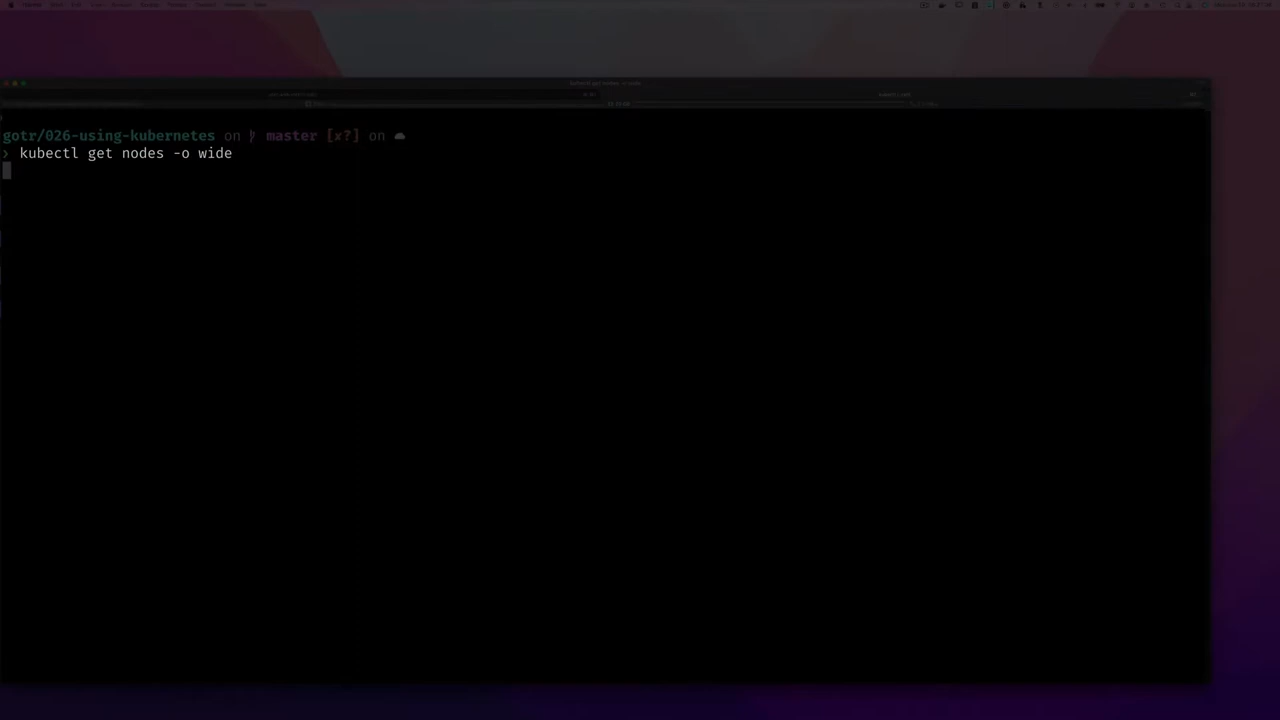 gotr/026-using-kubernetes on master [x?] on
› kubectl get nodes -o wide